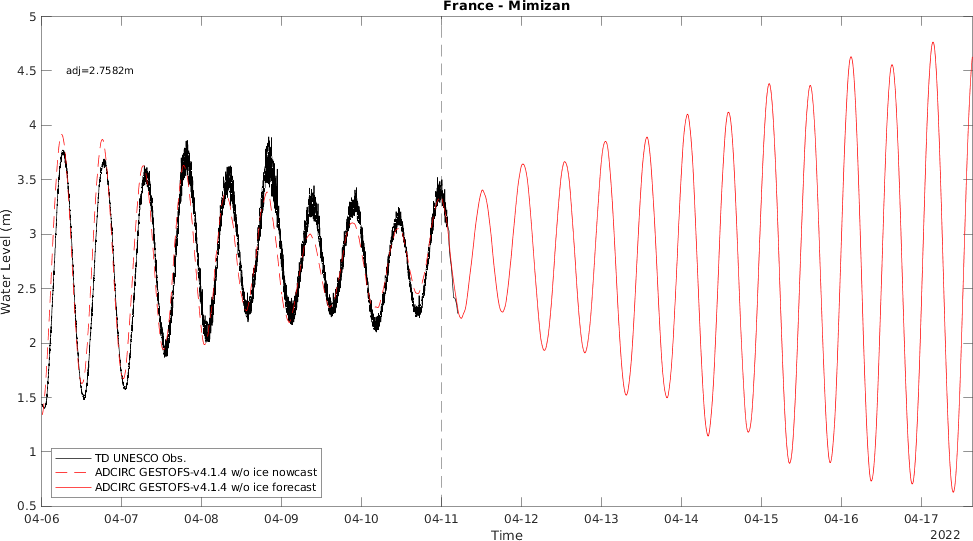 France - Mimizan
5
4.5
4
3.5
3
2.5
2
1.5
1
0.5
Water Level (m)
adj=2.7582m
TD UNESCO Obs.
ADCIRC GESTOFS-v4.1.4 w/o ice nowcast
ADCIRC GESTOFS-v4.1.4 w/o ice forecast
04-06 04-07 04-08 04-09 04-10 04-11 04-12 04-13 04-14 04-15 04-16 04-17
Time
2022